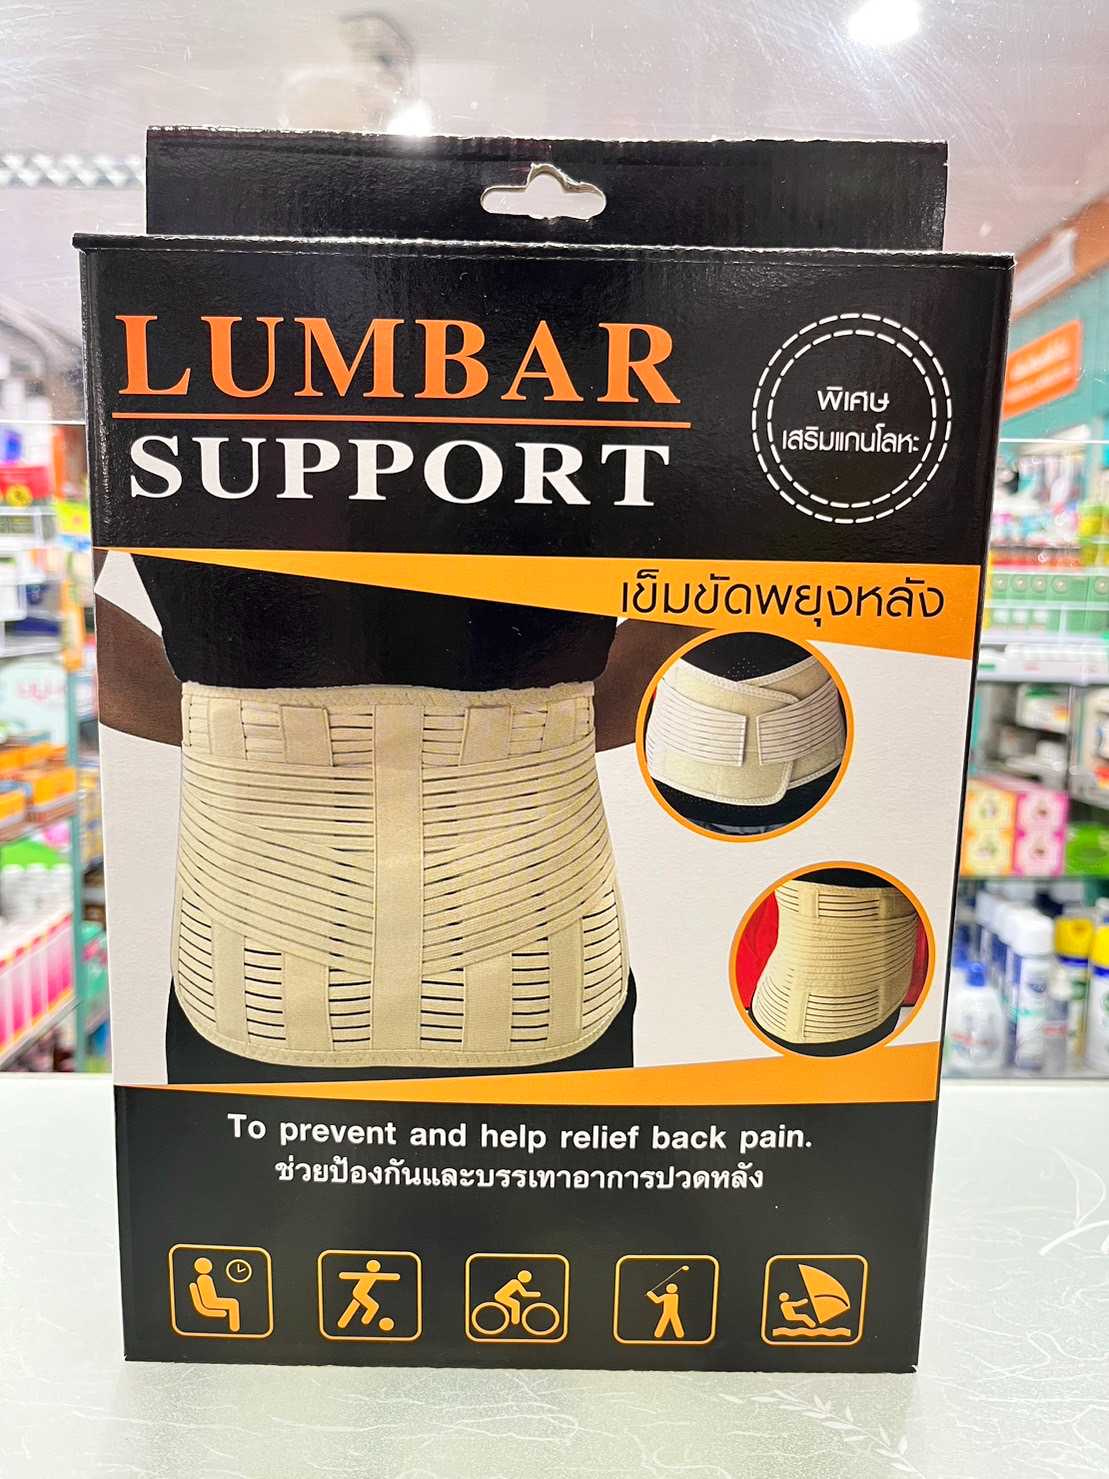 LUMBAR
SUPPORT
พิเศษ
เสริมแกนโลหะ
เข็มขัดพยุงหลัง
To prevent and help relief back pain.
ช่วยป้องกันและบรรเทาอาการปวดหลัง